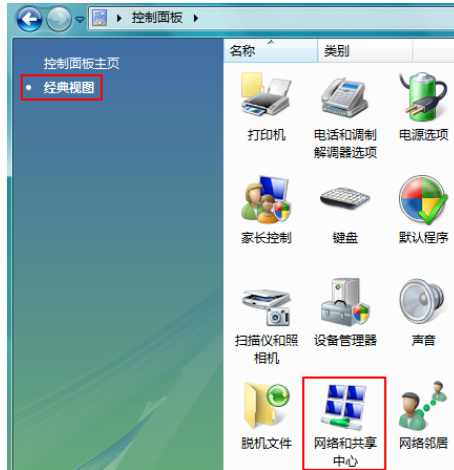 控制面板
名称 类别
控制面板主页
经典视图
打印机 电话和调制解调器选项 电源选项
家长控制 键盘 默认程序
扫描仪和照相机 设备管理器 声音
脱机文件 网络和共享中心 网络邻居